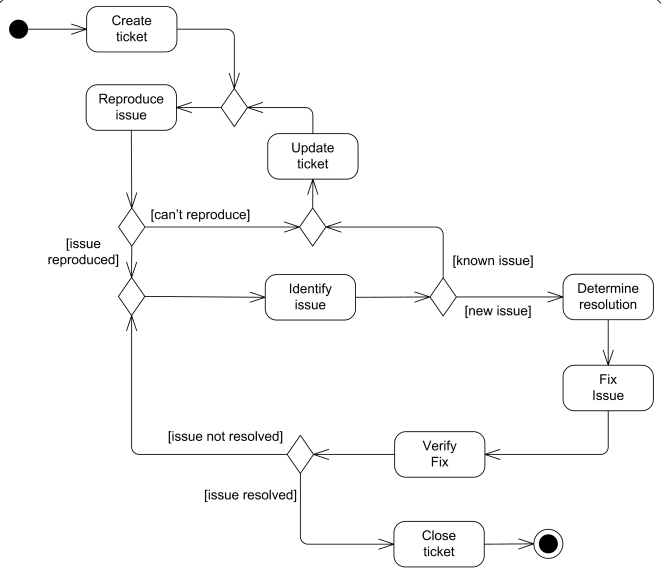 Create
ticket
Reproduce
issue
Update
ticket
[can't reproduce]
[issue
reproduced]
[known issue]
Identify
issue
Determine
resolution
[new issue]
Fix
Issue
[issue not resolved]
Verify
Fix
[issue resolved]
Close
ticket